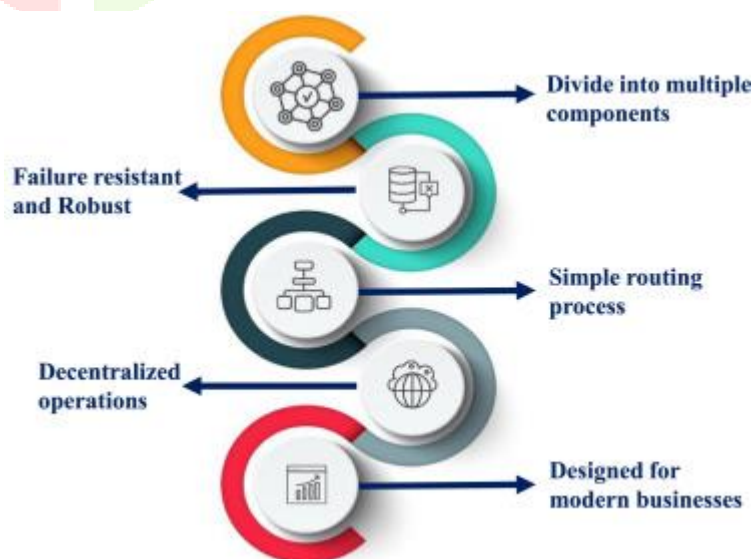 Divide into multiple
components
Failure resistant
and Robust
Simple routing
process
Decentralized
operations
Designed for
modern businesses